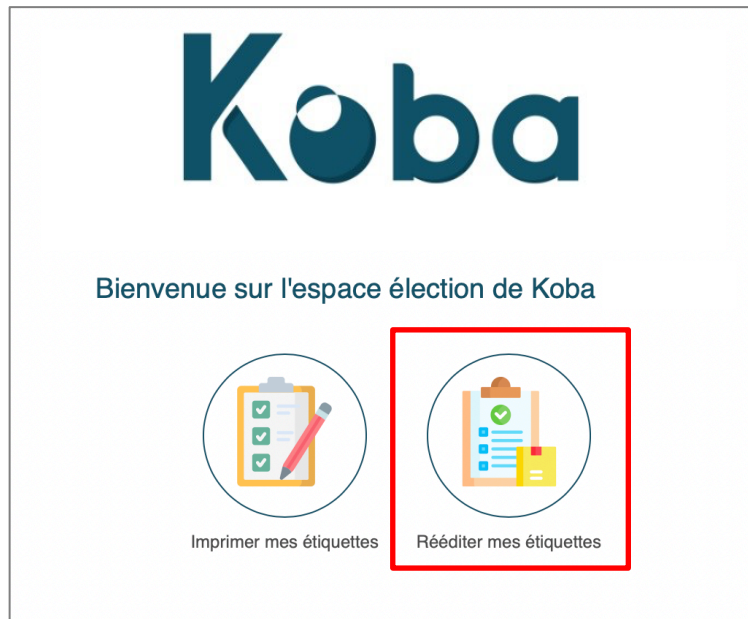 Koba
Bienvenue sur l'espace élection de Koba
Imprimer mes étiquettes
Rééditer mes étiquettes